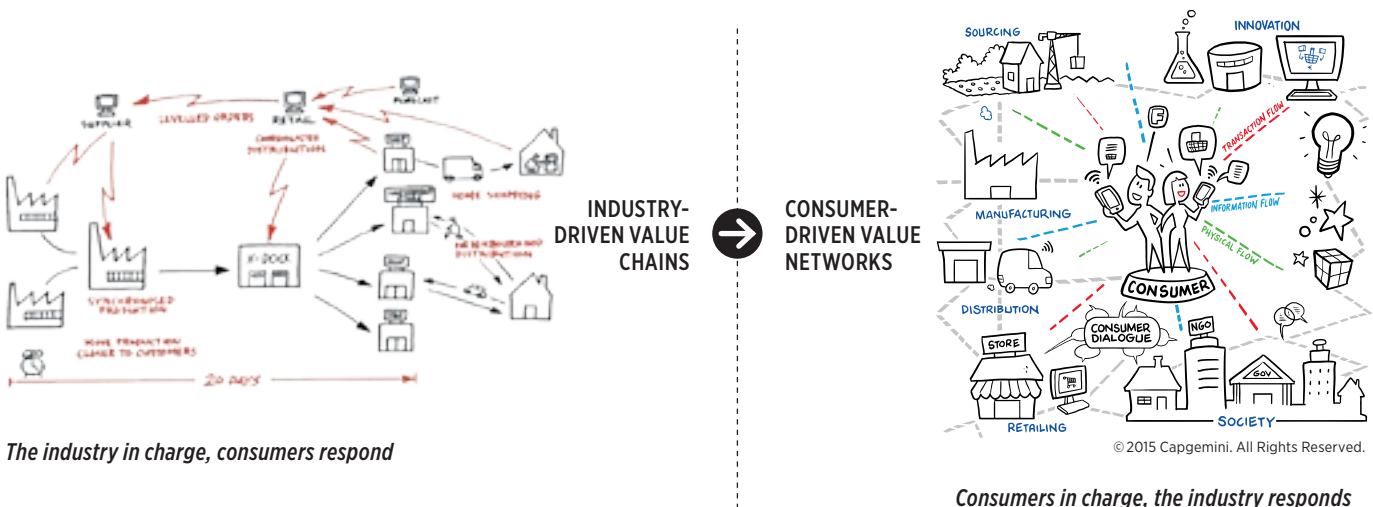 FORECAST
SUPPLIER
LEVELLED ORDERS
RETAIL
DISTRIBUTION
HOME SHOPPING
DISTRIBUTION
X-DOCK
SYNCHRONISED
PRODUCTION
MOVE PRODUCTION
CLOSER TO CUSTOMERS
20 DAYS
The industry in charge, consumers respond
INDUSTRY-
DRIVEN VALUE
CHAINS
CONSUMER-
DRIVEN VALUE
NETWORKS
SOURCING
INNOVATION
F
TRANSACTION FLOW
MANUFACTURING
INFORMATION FLOW
PHYSICAL FLOW
CONSUMER
DISTRIBUTION
CONSUMER
DIALOGUE
STORE
NGO
GOV
RETAILING
SOCIETY
©2015 Capgemini. All Rights Reserved.
Consumers in charge, the industry responds